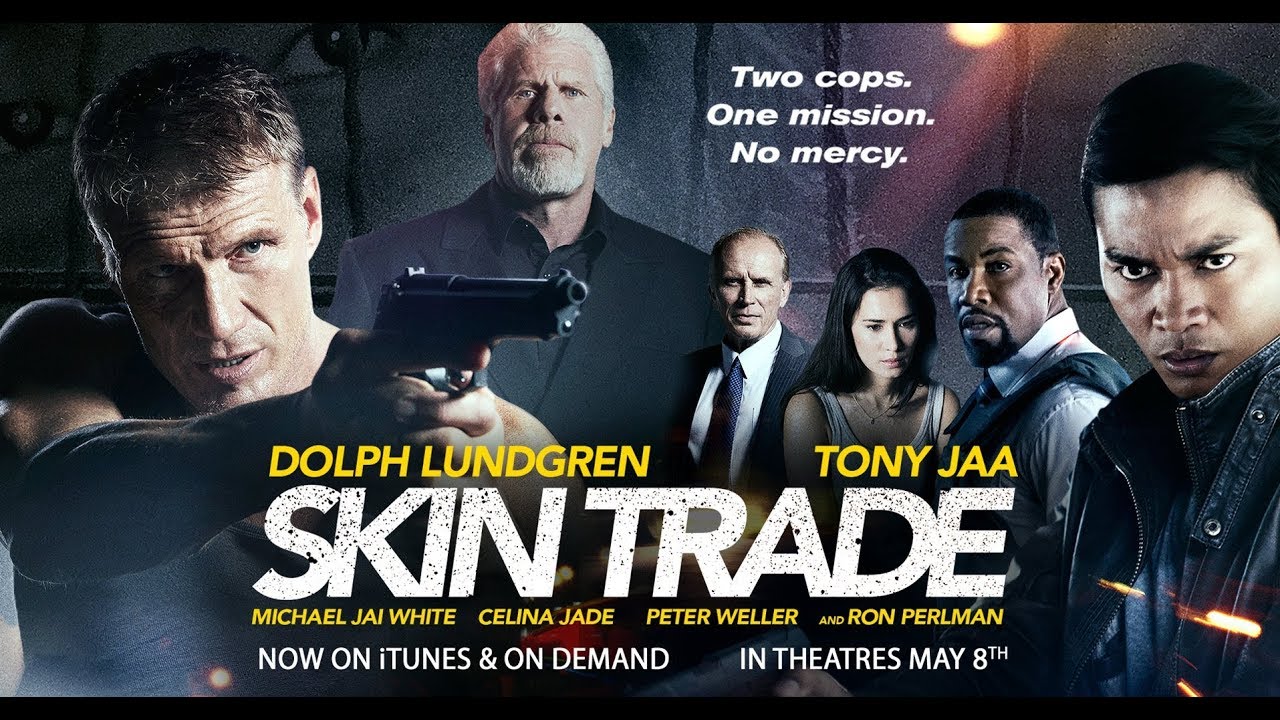 Two cops.
One mission.
No mercy.
DOLPH LUNDGREN TONY JAA
SKIN TRADE
MICHAEL JAI WHITE CELINA JADE PETER WELLER AND RON PERLMAN
NOW ON iTUNES & ON DEMAND IN THEATRES MAY 8TH